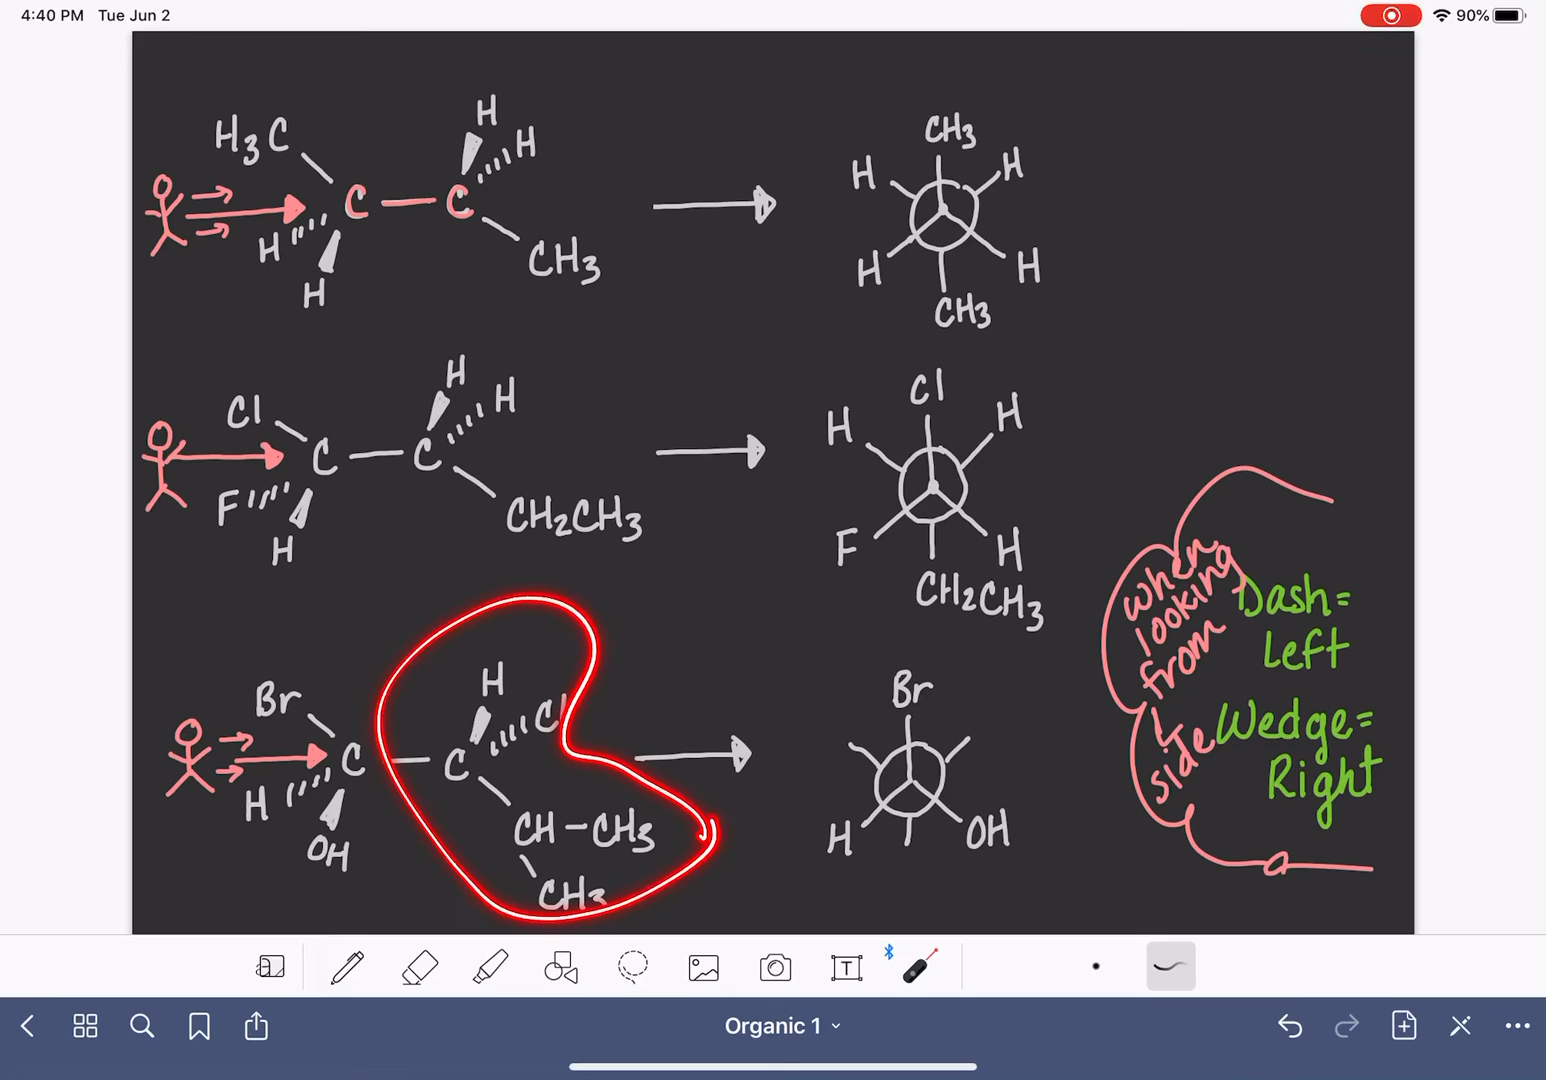 4:40 PM Tue Jun 2
90%
H
H3C H
C — C
H CH3
H
CH3
H H
H H
CH3
H
Cl H
C — C
F CH2CH3
H
Cl
H H
F H
CH2CH3
H
Br Cl
C — C
H CH — CH3
OH
CH3
Br
H OH
when
looking
from
L
side
Dash =
Left
Wedge =
Right
T
Organic 1